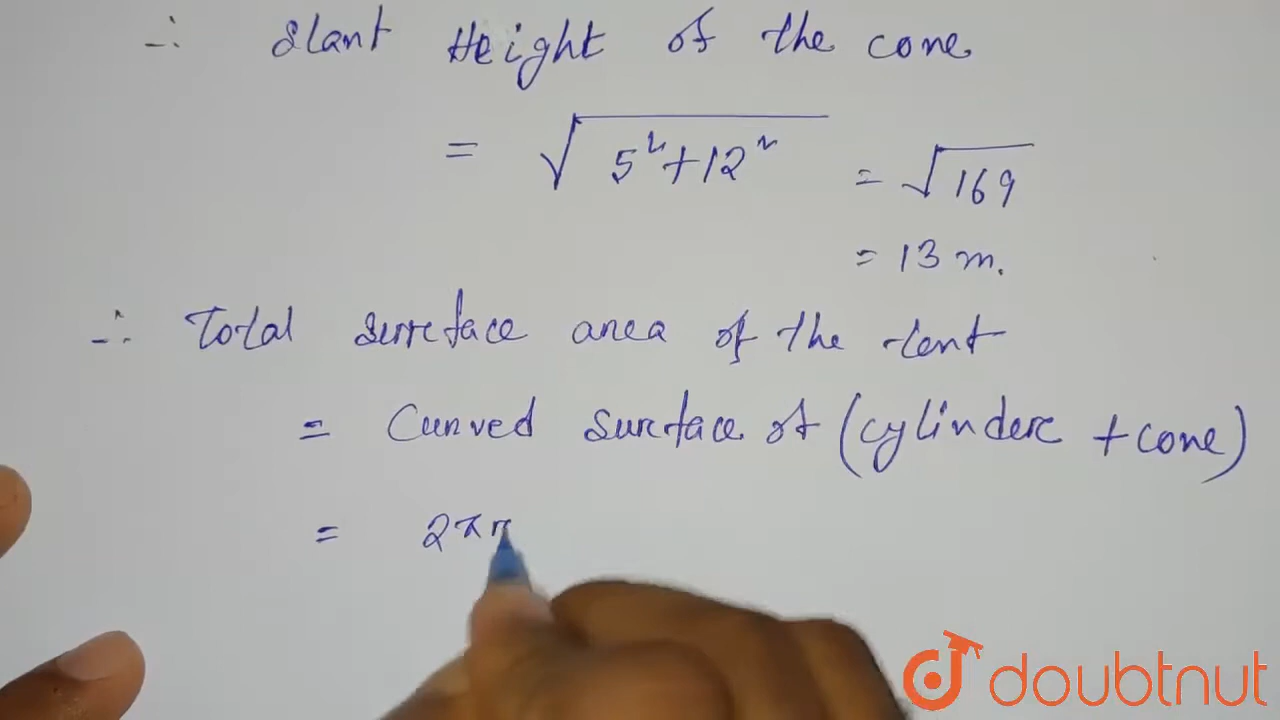 ∴ Slant Height of the cone
= √5²+12² = √169
= 13 m.
∴ Total surface area of the tent
= Curved surface of (cylinder + cone)
= 2πr
doubtnut